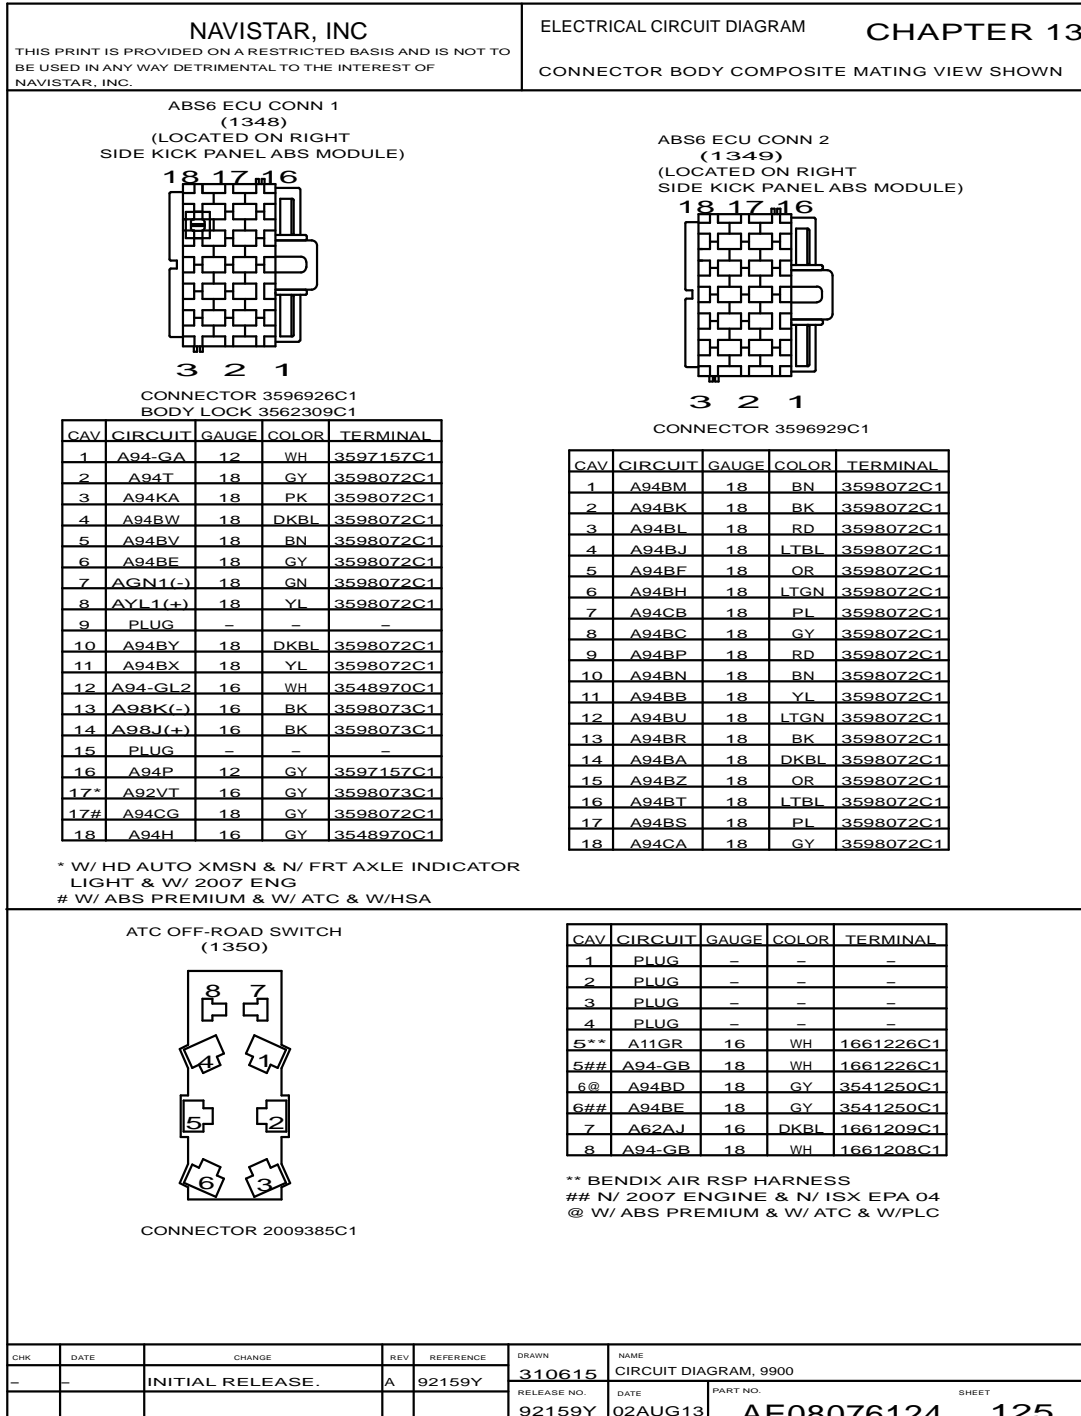 NAVISTAR, INC
THIS PRINT IS PROVIDED ON A RESTRICTED BASIS AND IS NOT TO
BE USED IN ANY WAY DETRIMENTAL TO THE INTEREST OF
NAVISTAR, INC.
ELECTRICAL CIRCUIT DIAGRAM CHAPTER 13
CONNECTOR BODY COMPOSITE MATING VIEW SHOWN
ABS6 ECU CONN 1
(1348)
(LOCATED ON RIGHT
SIDE KICK PANEL ABS MODULE)
18 17 16
3 2 1
CONNECTOR 3596926C1
BODY LOCK 3562309C1
CAV CIRCUIT GAUGE COLOR TERMINAL
1 A94-GA 12 WH 3597157C1
2 A94T 18 GY 3598072C1
3 A94KA 18 PK 3598072C1
4 A94BW 18 DKBL 3598072C1
5 A94BV 18 BN 3598072C1
6 A94BE 18 GY 3598072C1
7 AGN1(-) 18 GN 3598072C1
8 AYL1(+) 18 YL 3598072C1
9 PLUG – – –
10 A94BY 18 DKBL 3598072C1
11 A94BX 18 YL 3598072C1
12 A94-GL2 16 WH 3548970C1
13 A98K(-) 16 BK 3598073C1
14 A98J(+) 16 BK 3598073C1
15 PLUG – – –
16 A94P 12 GY 3597157C1
17* A92VT 16 GY 3598073C1
17# A94CG 18 GY 3598072C1
18 A94H 16 GY 3548970C1
* W/ HD AUTO XMSN & N/ FRT AXLE INDICATOR
LIGHT & W/ 2007 ENG
# W/ ABS PREMIUM & W/ ATC & W/HSA
ABS6 ECU CONN 2
(1349)
(LOCATED ON RIGHT
SIDE KICK PANEL ABS MODULE)
18 17 16
3 2 1
CONNECTOR 3596929C1
CAV CIRCUIT GAUGE COLOR TERMINAL
1 A94BM 18 BN 3598072C1
2 A94BK 18 BK 3598072C1
3 A94BL 18 RD 3598072C1
4 A94BJ 18 LTBL 3598072C1
5 A94BF 18 OR 3598072C1
6 A94BH 18 LTGN 3598072C1
7 A94CB 18 PL 3598072C1
8 A94BC 18 GY 3598072C1
9 A94BP 18 RD 3598072C1
10 A94BN 18 BN 3598072C1
11 A94BB 18 YL 3598072C1
12 A94BU 18 LTGN 3598072C1
13 A94BR 18 BK 3598072C1
14 A94BA 18 DKBL 3598072C1
15 A94BZ 18 OR 3598072C1
16 A94BT 18 LTBL 3598072C1
17 A94BS 18 PL 3598072C1
18 A94CA 18 GY 3598072C1
ATC OFF-ROAD SWITCH
(1350)
8 7
4 1
5 2
6 3
CONNECTOR 2009385C1
CAV CIRCUIT GAUGE COLOR TERMINAL
1 PLUG – – –
2 PLUG – – –
3 PLUG – – –
4 PLUG – – –
5** A11GR 16 WH 1661226C1
5## A94-GB 18 WH 1661226C1
6@ A94BD 18 GY 3541250C1
6## A94BE 18 GY 3541250C1
7 A62AJ 16 DKBL 1661209C1
8 A94-GB 18 WH 1661208C1
** BENDIX AIR RSP HARNESS
## N/ 2007 ENGINE & N/ ISX EPA 04
@ W/ ABS PREMIUM & W/ ATC & W/PLC
CHK DATE CHANGE REV REFERENCE
– – INITIAL RELEASE. A 92159Y
DRAWN NAME
310615 CIRCUIT DIAGRAM, 9900
RELEASE NO. DATE PART NO. SHEET
92159Y 02AUG13 AF08076124 125